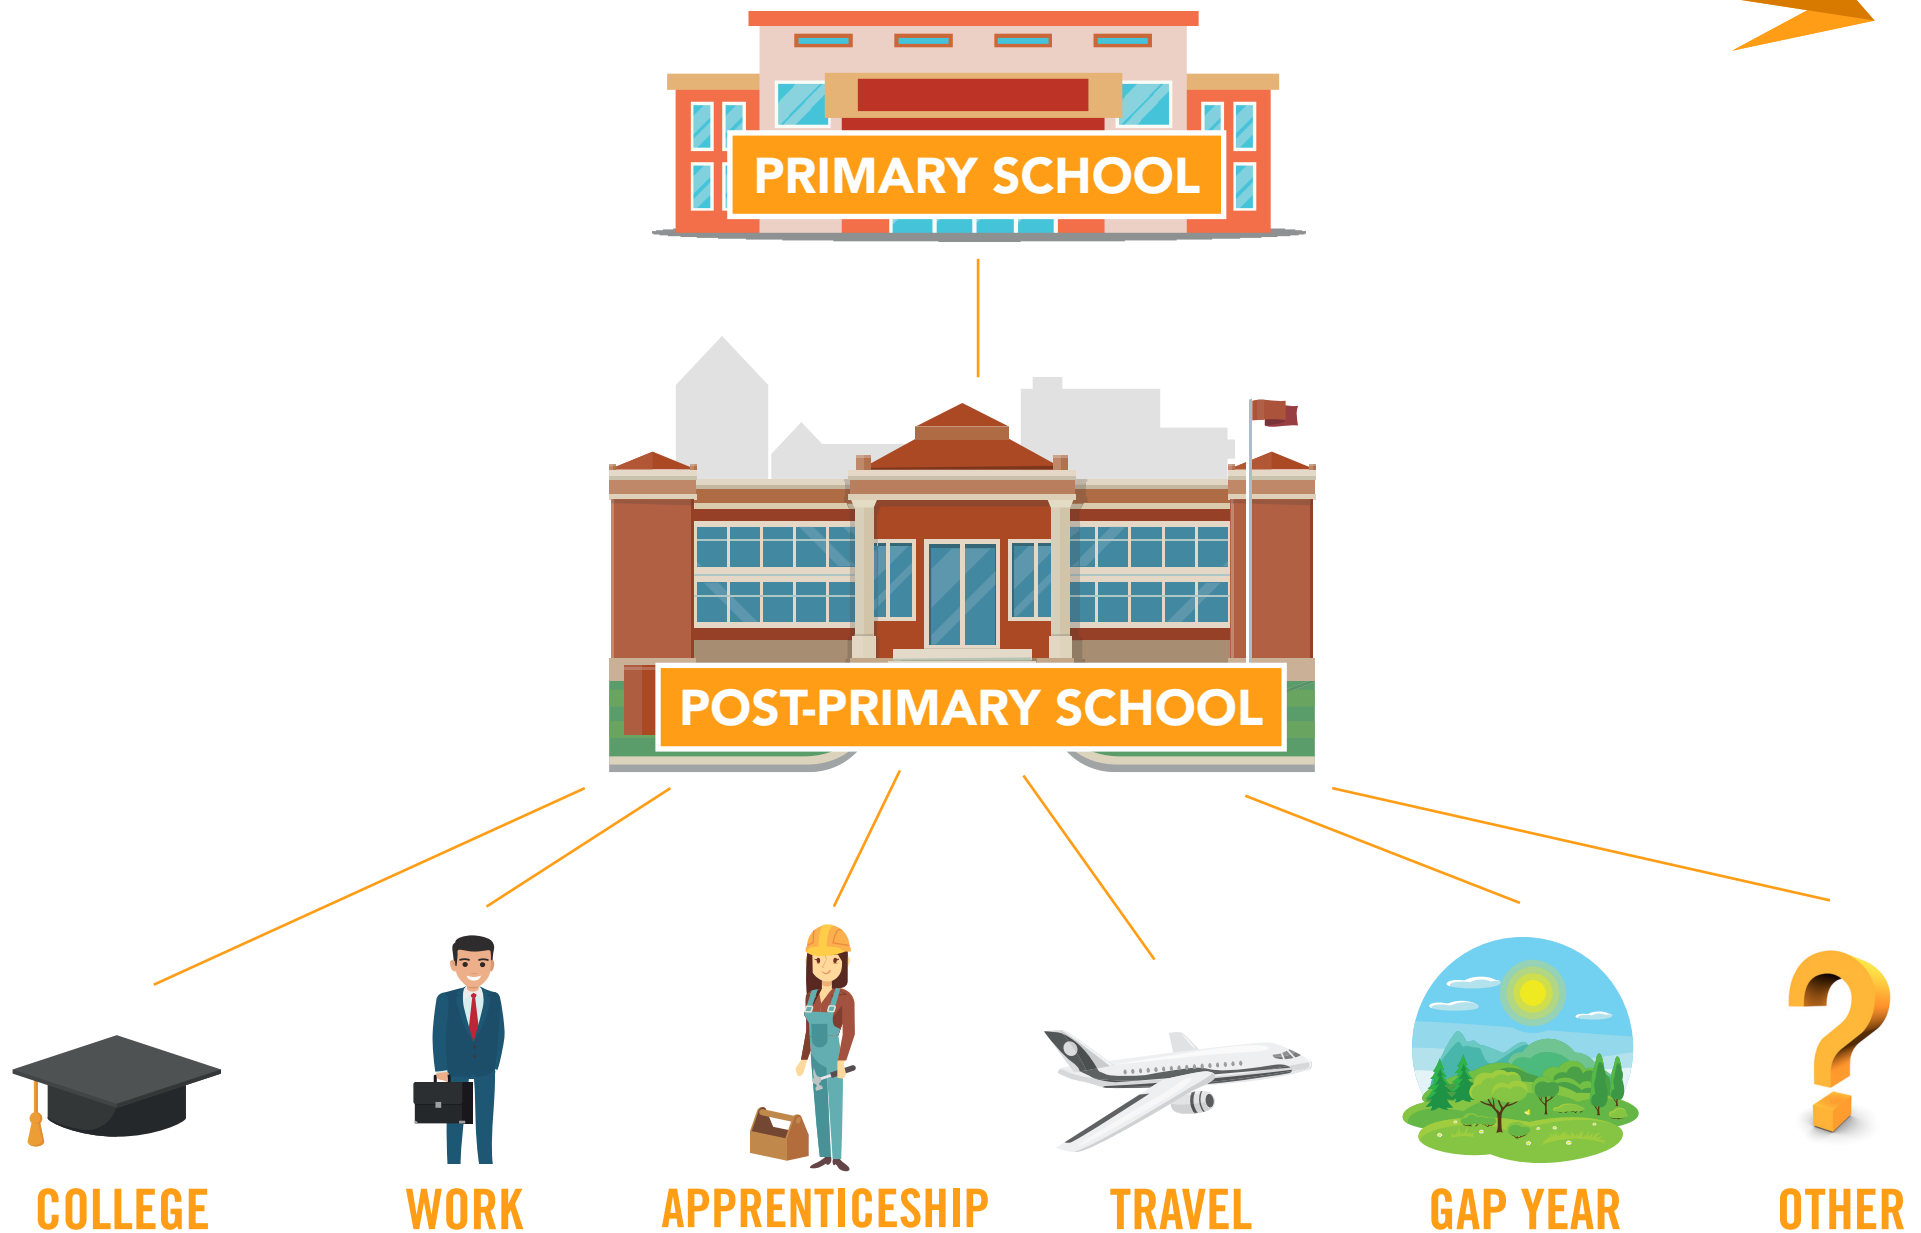 PRIMARY SCHOOL
POST-PRIMARY SCHOOL
COLLEGE
WORK
APPRENTICESHIP
TRAVEL
GAP YEAR
OTHER